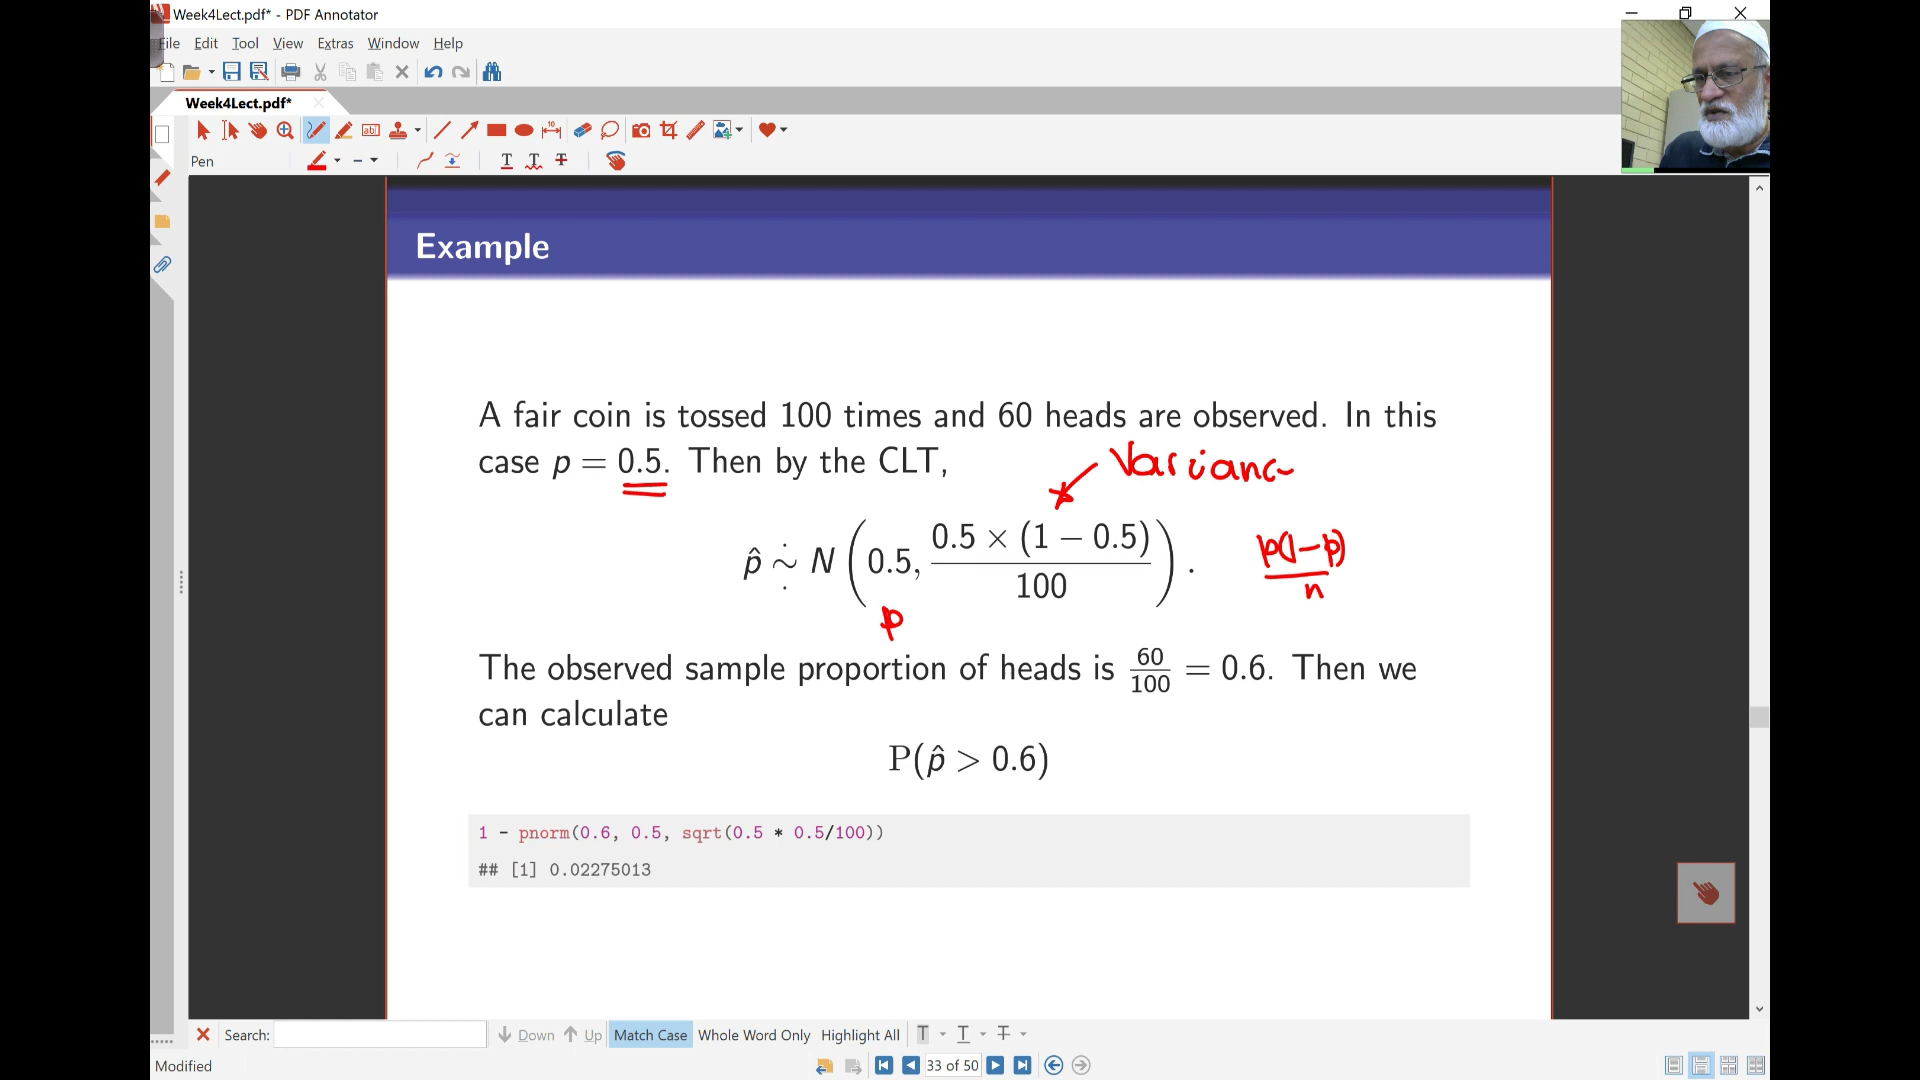 Week4Lect.pdf* - PDF Annotator
File Edit Tool View Extras Window Help
Week4Lect.pdf*
Pen
Example
A fair coin is tossed 100 times and 60 heads are observed. In this
case p = 0.5. Then by the CLT,
Varianc
p̂ ∼ N ( 0.5, 0.5 × (1 − 0.5) / 100 ) .
p(1-p) / n
p
The observed sample proportion of heads is 60/100 = 0.6. Then we
can calculate
P(p̂ > 0.6)
1 - pnorm(0.6, 0.5, sqrt(0.5 * 0.5/100))
## [1] 0.02275013
Search: Down Up Match Case Whole Word Only Highlight All
Modified 33 of 50